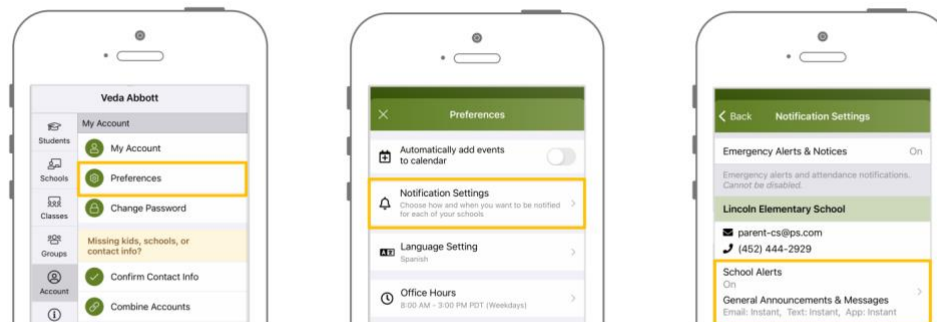 Veda Abbott
My Account
Students
My Account
Schools
Preferences
Classes
Change Password
Groups
Missing kids, schools, or
contact info?
Account
Confirm Contact Info
Combine Accounts
Preferences
Automatically add events
to calendar
Notification Settings
Choose how and when you want to be notified
for each of your schools
Language Setting
Spanish
Office Hours
8:00 AM - 3:00 PM PDT (Weekdays)
Back Notification Settings
Emergency Alerts & Notices On
Emergency alerts and attendance notifications.
Cannot be disabled.
Lincoln Elementary School
parent-cs@ps.com
(452) 444-2929
School Alerts
On
General Announcements & Messages
Email: Instant, Text: Instant, App: Instant